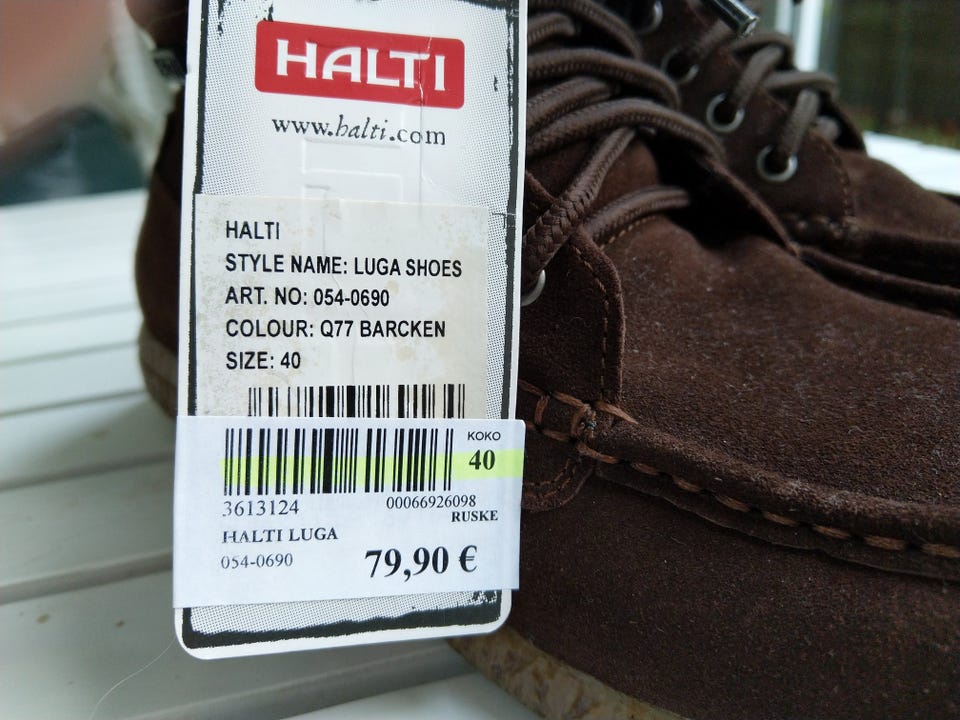 HALTI
www.halti.com
HALTI
STYLE NAME: LUGA SHOES
ART. NO: 054-0690
COLOUR: Q77 BARCKEN
SIZE: 40
KOKO
40
3613124 00066926098
RUSKE
HALTI LUGA
054-0690 79,90 €